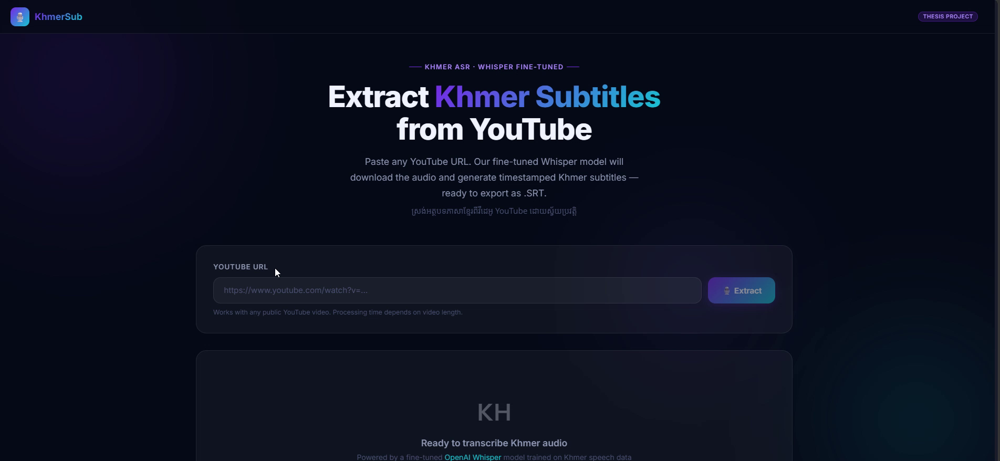 KhmerSub
THESIS PROJECT
KHMER ASR · WHISPER FINE-TUNED
Extract Khmer Subtitles
from YouTube
Paste any YouTube URL. Our fine-tuned Whisper model will
download the audio and generate timestamped Khmer subtitles —
ready to export as .SRT.
ស្រង់អត្ថបទភាសាខ្មែរពីវីដេអូ YouTube ដោយស្វ័យប្រវត្តិ
YOUTUBE URL
https://www.youtube.com/watch?v=...
Extract
Works with any public YouTube video. Processing time depends on video length.
KH
Ready to transcribe Khmer audio
Powered by a fine-tuned OpenAI Whisper model trained on Khmer speech data